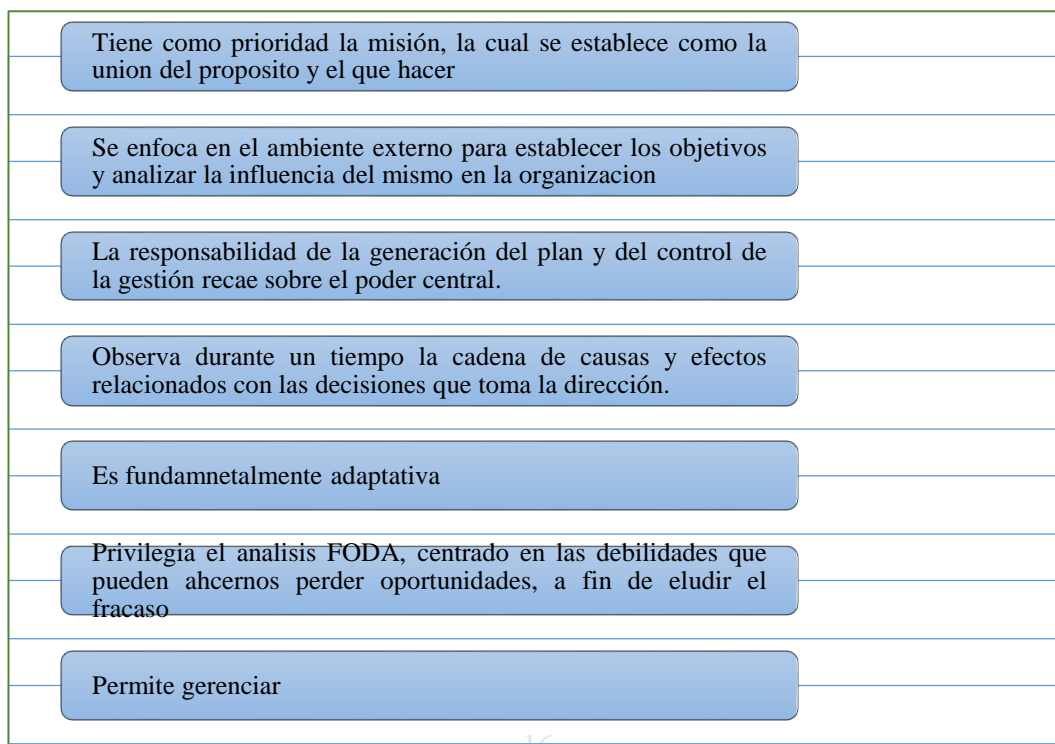 Tiene como prioridad la misión, la cual se establece como la
union del proposito y el que hacer
Se enfoca en el ambiente externo para establecer los objetivos
y analizar la influencia del mismo en la organizacion
La responsabilidad de la generación del plan y del control de
la gestión recae sobre el poder central.
Observa durante un tiempo la cadena de causas y efectos
relacionados con las decisiones que toma la dirección.
Es fundamnetalmente adaptativa
Privilegia el analisis FODA, centrado en las debilidades que
pueden ahcernos perder oportunidades, a fin de eludir el
fracaso
Permite gerenciar
16